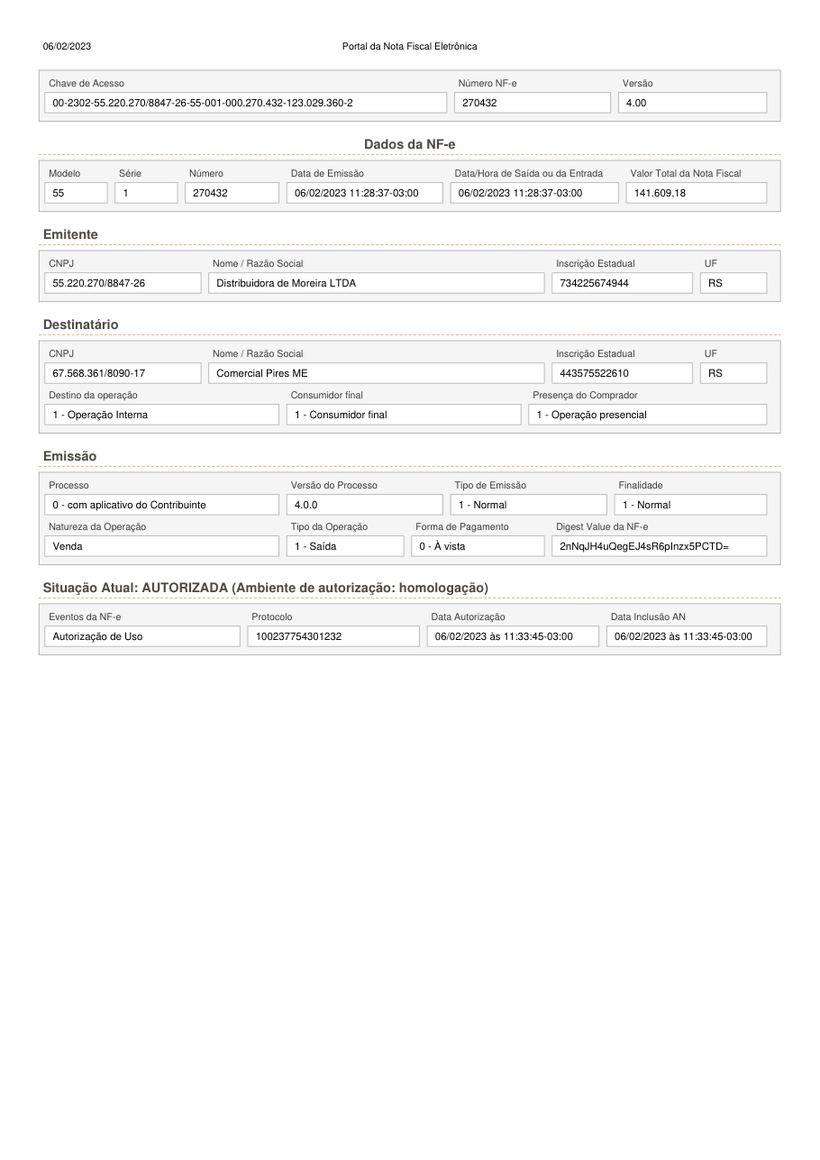 06/02/2023 Portal da Nota Fiscal Eletrônica
Chave de Acesso Número NF-e Versão
00-2302-55.220.270/8847-26-55-001-000.270.432-123.029.360-2 270432 4.00
Dados da NF-e
Modelo Série Número Data de Emissão Data/Hora de Saída ou da Entrada Valor Total da Nota Fiscal
55 1 270432 06/02/2023 11:28:37-03:00 06/02/2023 11:28:37-03:00 141.609,18
Emitente
CNPJ Nome / Razão Social Inscrição Estadual UF
55.220.270/8847-26 Distribuidora de Moreira LTDA 734225674944 RS
Destinatário
CNPJ Nome / Razão Social Inscrição Estadual UF
67.568.361/8090-17 Comercial Pires ME 443575522610 RS
Destino da operação Consumidor final Presença do Comprador
1 - Operação Interna 1 - Consumidor final 1 - Operação presencial
Emissão
Processo Versão do Processo Tipo de Emissão Finalidade
0 - com aplicativo do Contribuinte 4.0.0 1 - Normal 1 - Normal
Natureza da Operação Tipo da Operação Forma de Pagamento Digest Value da NF-e
Venda 1 - Saída 0 - À vista 2nNqJH4uQegEJ4sR6pInzx5PCTD=
Situação Atual: AUTORIZADA (Ambiente de autorização: homologação)
Eventos da NF-e Protocolo Data Autorização Data Inclusão AN
Autorização de Uso 100237754301232 06/02/2023 às 11:33:45-03:00 06/02/2023 às 11:33:45-03:00